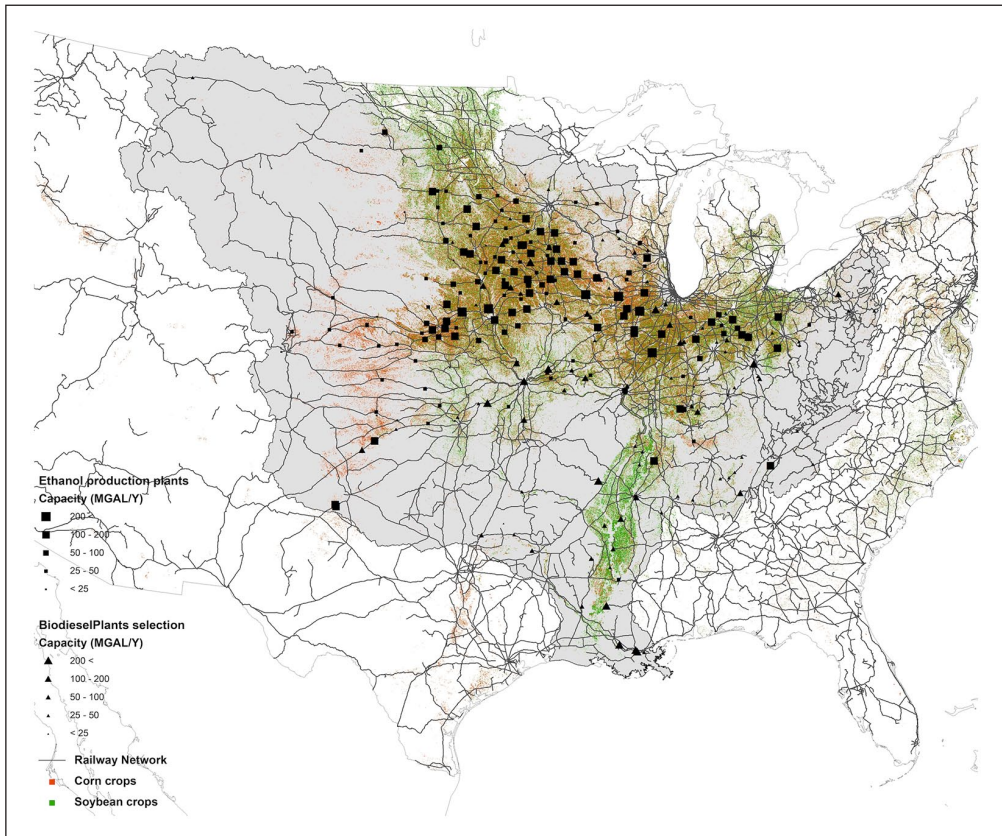 Ethanol production plants
Capacity (MGAL/Y)
200 <
100 - 200
50 - 100
25 - 50
< 25
BiodieselPlants selection
Capacity (MGAL/Y)
200 <
100 - 200
50 - 100
25 - 50
< 25
Railway Network
Corn crops
Soybean crops